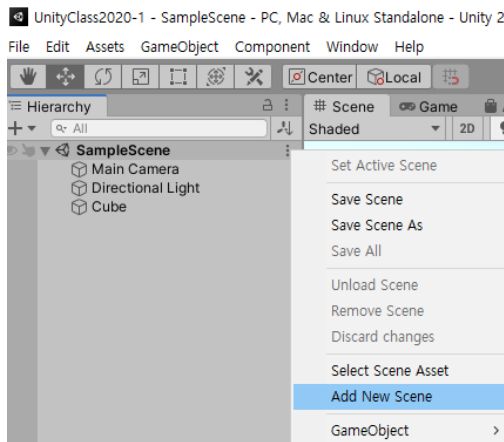 UnityClass2020-1 - SampleScene - PC, Mac & Linux Standalone - Unity 2
File Edit Assets GameObject Component Window Help
Center Local
Hierarchy
Scene Game
All
Shaded 2D
SampleScene
Main Camera
Directional Light
Cube
Set Active Scene
Save Scene
Save Scene As
Save All
Unload Scene
Remove Scene
Discard changes
Select Scene Asset
Add New Scene
GameObject